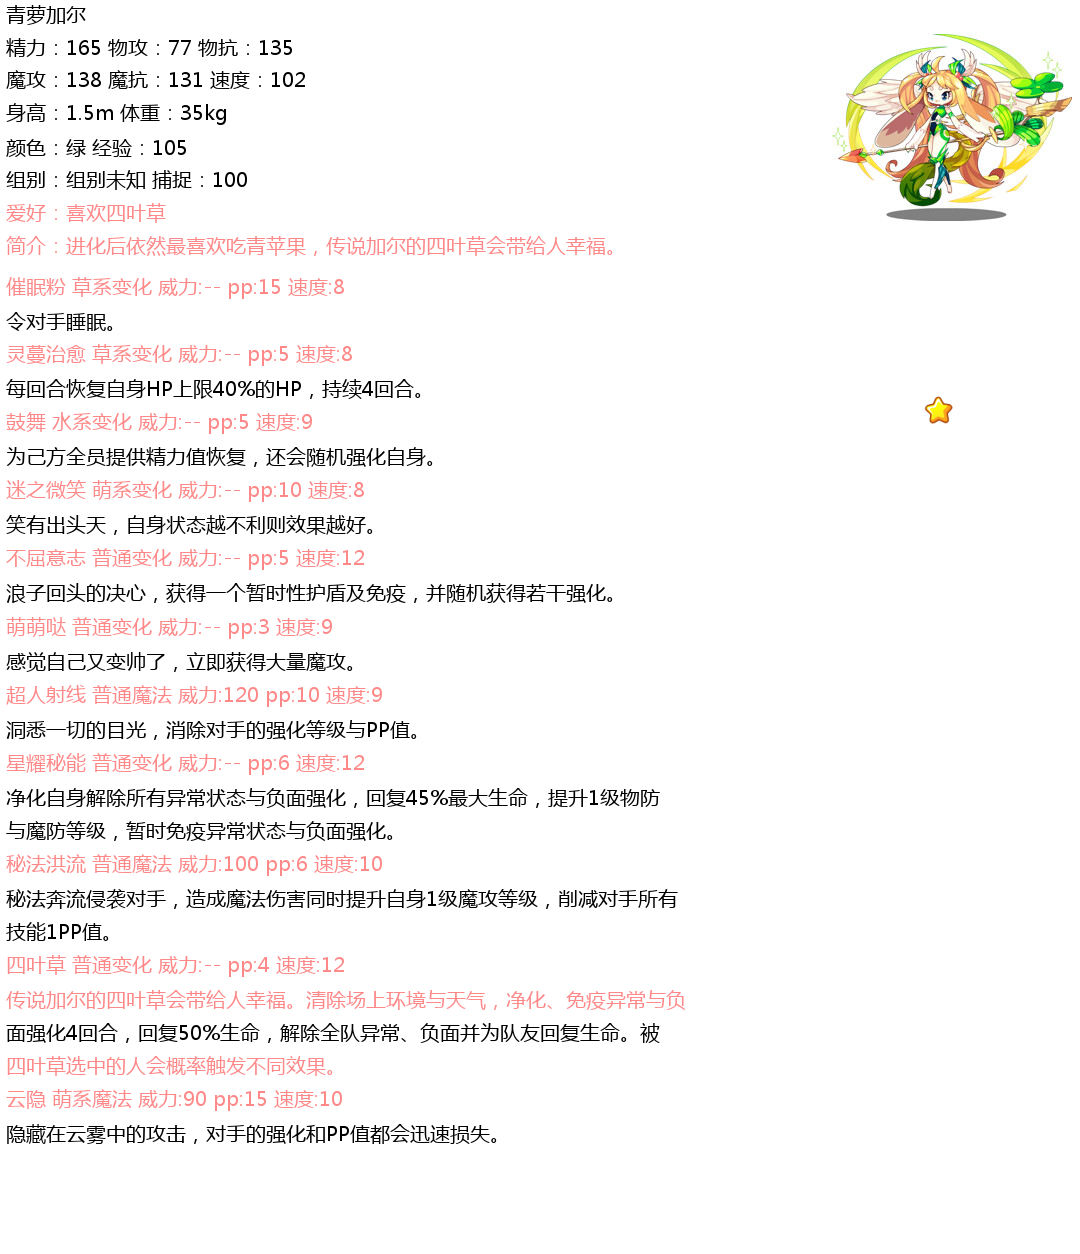 青萝加尔
精力：165 物攻：77 物抗：135
魔攻：138 魔抗：131 速度：102
身高：1.5m 体重：35kg
颜色：绿 经验：105
组别：组别未知 捕捉：100
爱好：喜欢四叶草
简介：进化后依然最喜欢吃青苹果，传说加尔的四叶草会带给人幸福。
催眠粉 草系变化 威力:-- pp:15 速度:8
令对手睡眠。
灵蔓治愈 草系变化 威力:-- pp:5 速度:8
每回合恢复自身HP上限40%的HP，持续4回合。
鼓舞 水系变化 威力:-- pp:5 速度:9
为己方全员提供精力值恢复，还会随机强化自身。
迷之微笑 萌系变化 威力:-- pp:10 速度:8
笑有出头天，自身状态越不利则效果越好。
不屈意志 普通变化 威力:-- pp:5 速度:12
浪子回头的决心，获得一个暂时性护盾及免疫，并随机获得若干强化。
萌萌哒 普通变化 威力:-- pp:3 速度:9
感觉自己又变帅了，立即获得大量魔攻。
超人射线 普通魔法 威力:120 pp:10 速度:9
洞悉一切的目光，消除对手的强化等级与PP值。
星耀秘能 普通变化 威力:-- pp:6 速度:12
净化自身解除所有异常状态与负面强化，回复45%最大生命，提升1级物防
与魔防等级，暂时免疫异常状态与负面强化。
秘法洪流 普通魔法 威力:100 pp:6 速度:10
秘法奔流侵袭对手，造成魔法伤害同时提升自身1级魔攻等级，削减对手所有
技能1PP值。
四叶草 普通变化 威力:-- pp:4 速度:12
传说加尔的四叶草会带给人幸福。清除场上环境与天气，净化、免疫异常与负
面强化4回合，回复50%生命，解除全队异常、负面并为队友回复生命。被
四叶草选中的人会概率触发不同效果。
云隐 萌系魔法 威力:90 pp:15 速度:10
隐藏在云雾中的攻击，对手的强化和PP值都会迅速损失。